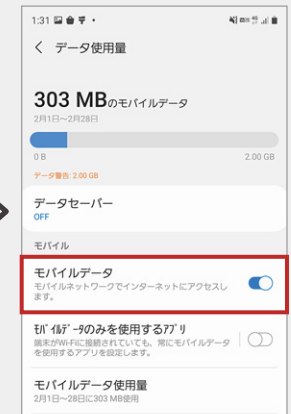 1:31
データ使用量
303 MBのモバイルデータ
2月1日~2月28日
0 B 2.00 GB
データ警告: 2.00 GB
データセーバー
OFF
モバイル
モバイルデータ
モバイルネットワークでインターネットにアクセスし
ます。
ﾓﾊﾞｲﾙﾃﾞｰﾀのみを使用するｱﾌﾟﾘ
端末がWi-Fiに接続されていても、常にモバイルデータ
を使用するアプリを設定します。
モバイルデータ使用量
2月1日~28日に303 MB使用